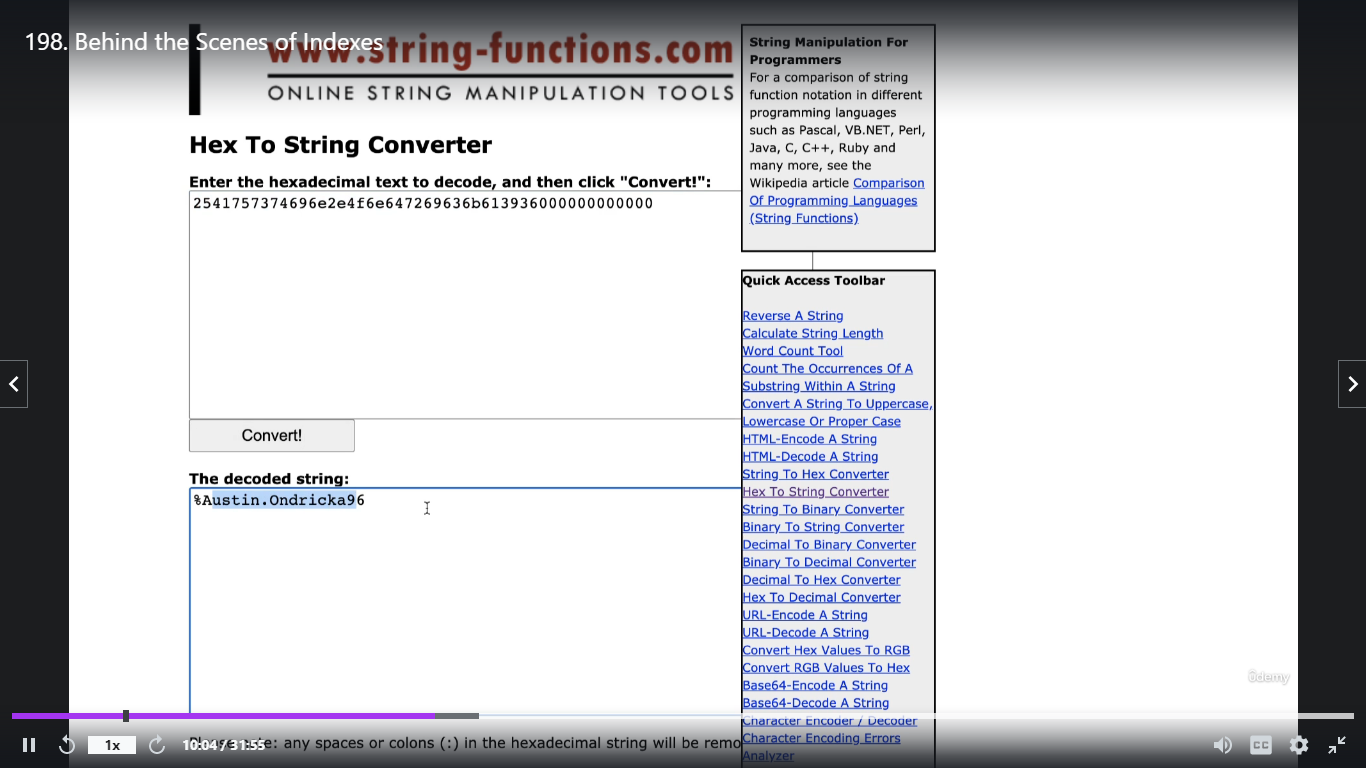 198. Behind the Scenes of Indexes
www.string-functions.com
ONLINE STRING MANIPULATION TOOLS
Hex To String Converter
Enter the hexadecimal text to decode, and then click "Convert!":
2541757374696e2e4f6e647269636b6139360000000000000
Convert!
The decoded string:
%Austin.Ondricka96
any spaces or colons (:) in the hexadecimal string will be remo
String Manipulation For
Programmers
For a comparison of string
function notation in different
programming languages
such as Pascal, VB.NET, Perl,
Java, C, C++, Ruby and
many more, see the
Wikipedia article Comparison
Of Programming Languages
(String Functions)
Quick Access Toolbar
Reverse A String
Calculate String Length
Word Count Tool
Count The Occurrences Of A
Substring Within A String
Convert A String To Uppercase,
Lowercase Or Proper Case
HTML-Encode A String
HTML-Decode A String
String To Hex Converter
Hex To String Converter
String To Binary Converter
Binary To String Converter
Decimal To Binary Converter
Binary To Decimal Converter
Decimal To Hex Converter
Hex To Decimal Converter
URL-Encode A String
URL-Decode A String
Convert Hex Values To RGB
Convert RGB Values To Hex
Base64-Encode A String
Base64-Decode A String
Character Encoder / Decoder
Character Encoding Errors
Analyzer
ûdemy
1x
10:04 / 31:55
CC